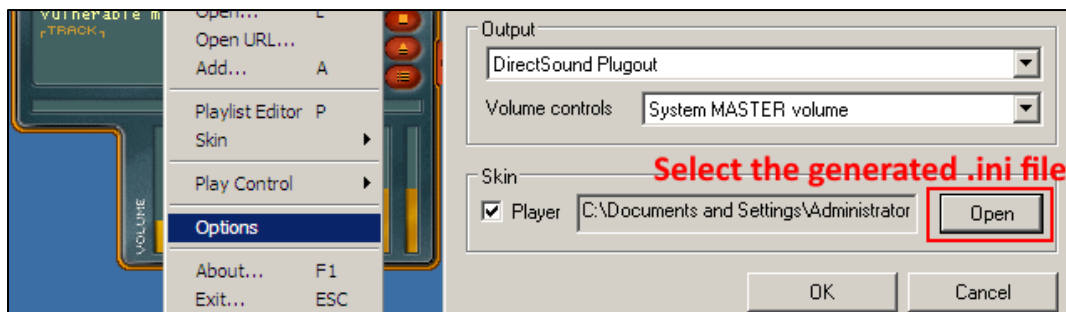 vulnerable m
TRACK
Open... L
Open URL...
Add... A
Playlist Editor P
Skin
Play Control
Options
About... F1
Exit... ESC
VOLUME
Output
DirectSound Plugout
Volume controls System MASTER volume
Select the generated .ini file
Skin
Player C:\Documents and Settings\Administrator Open
OK Cancel